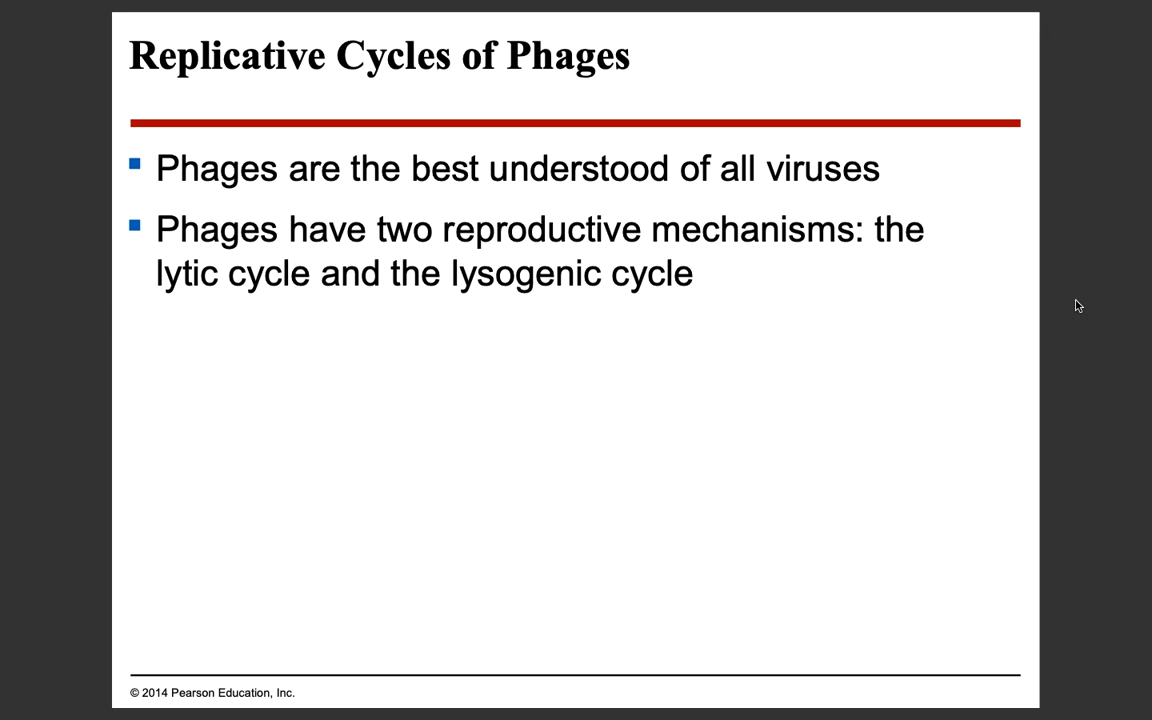 Replicative Cycles of Phages
Phages are the best understood of all viruses
Phages have two reproductive mechanisms: the
lytic cycle and the lysogenic cycle
© 2014 Pearson Education, Inc.